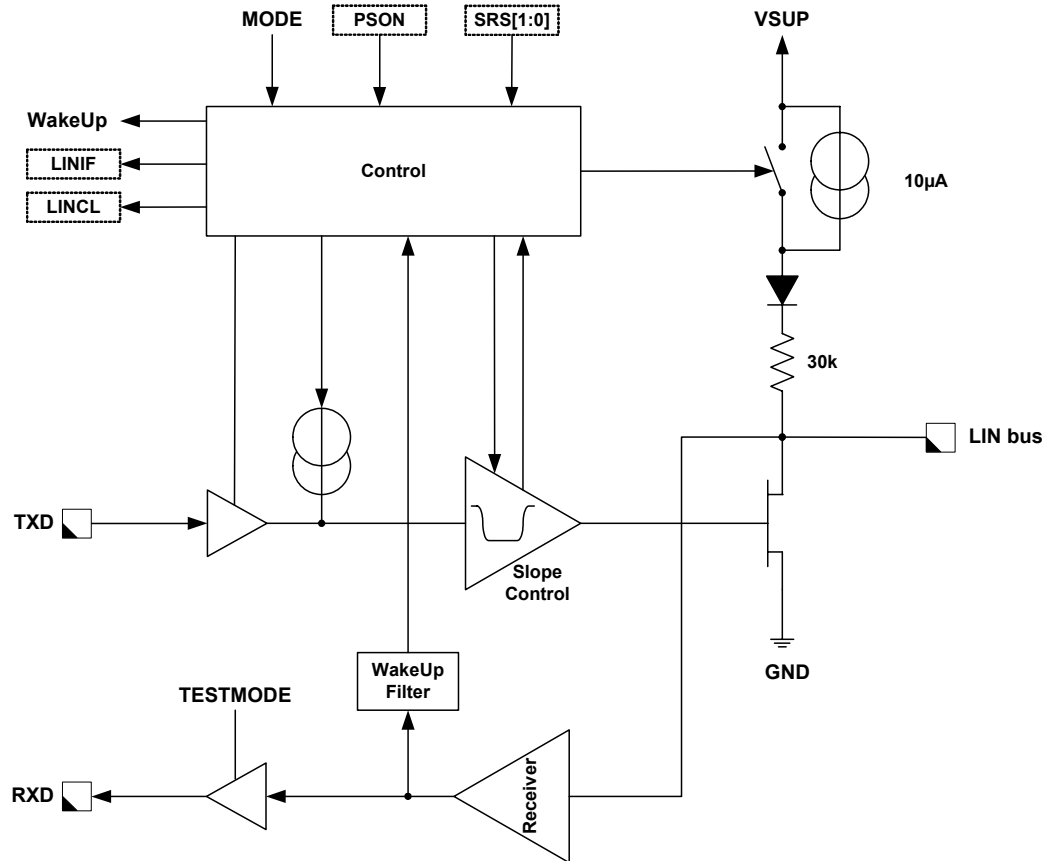 MODE
PSON
SRS[1:0]
VSUP
WakeUp
LINIF
LINCL
Control
10µA
30k
LIN bus
TXD
Slope
Control
GND
WakeUp
Filter
TESTMODE
RXD
Receiver